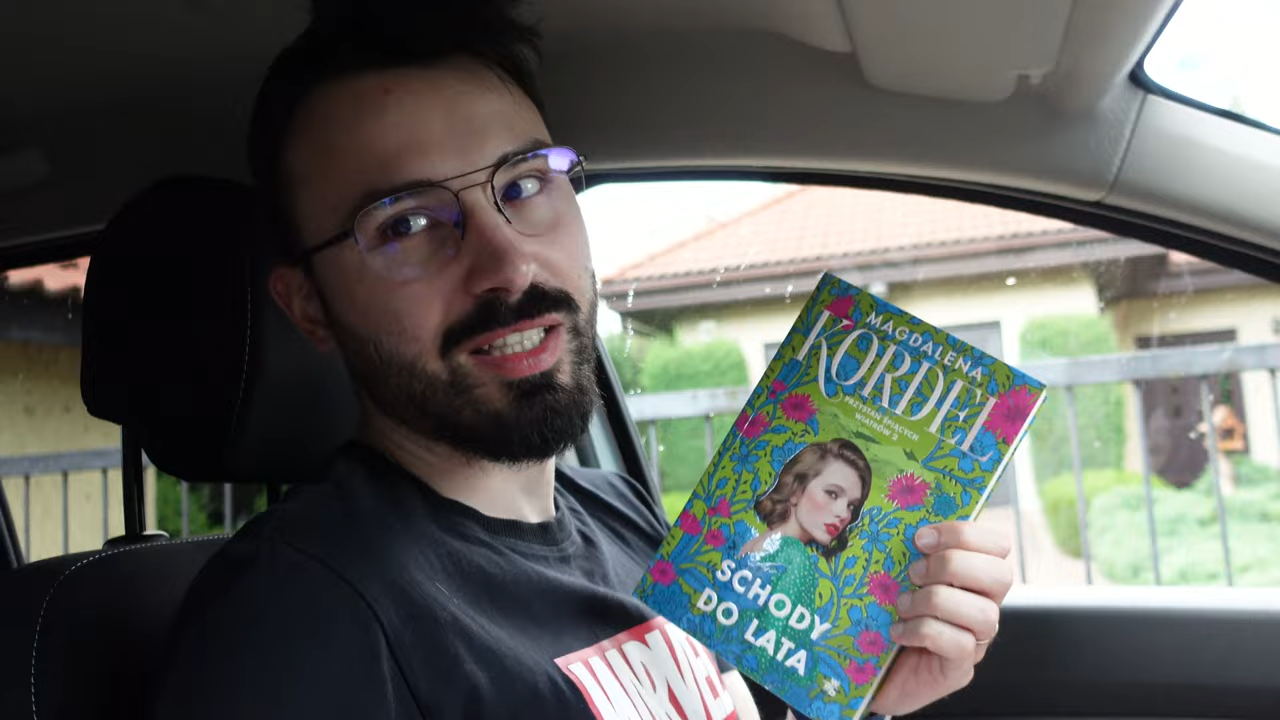 MAGDALENA
KORDEL
PRZYSTAŃ ŚPIĄCYCH
WIATRÓW 2
SCHODY
DO LATA
MARVEL